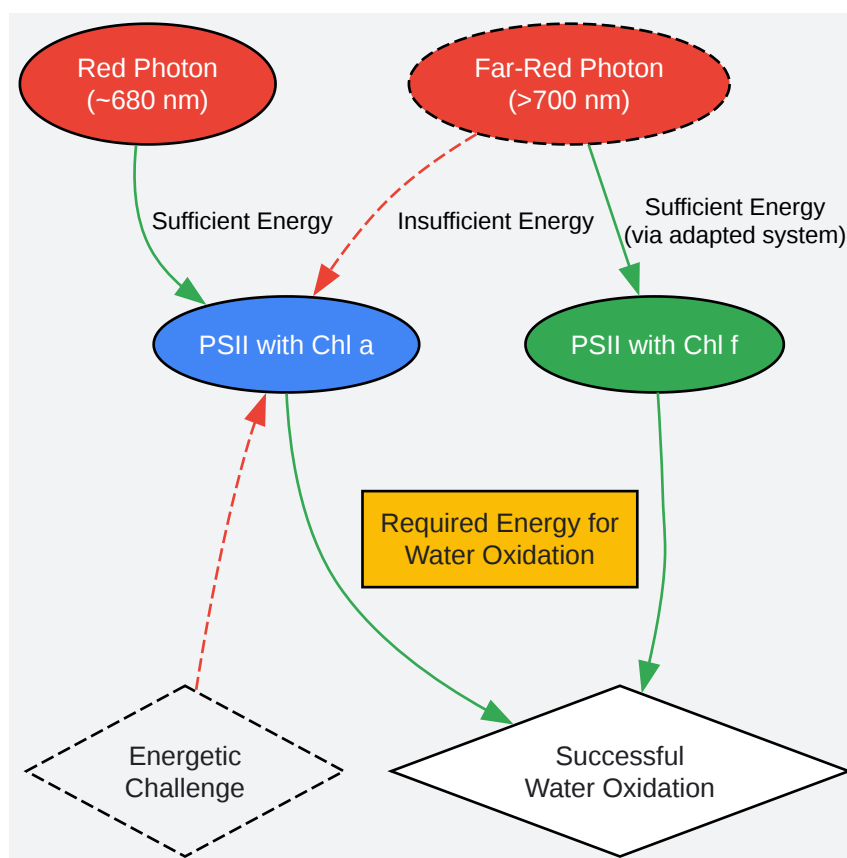 Red Photon
(~680 nm)
Far-Red Photon
(>700 nm)
Sufficient Energy
Insufficient Energy
Sufficient Energy
(via adapted system)
PSII with Chl a
PSII with Chl f
Required Energy for
Water Oxidation
Energetic
Challenge
Successful
Water Oxidation